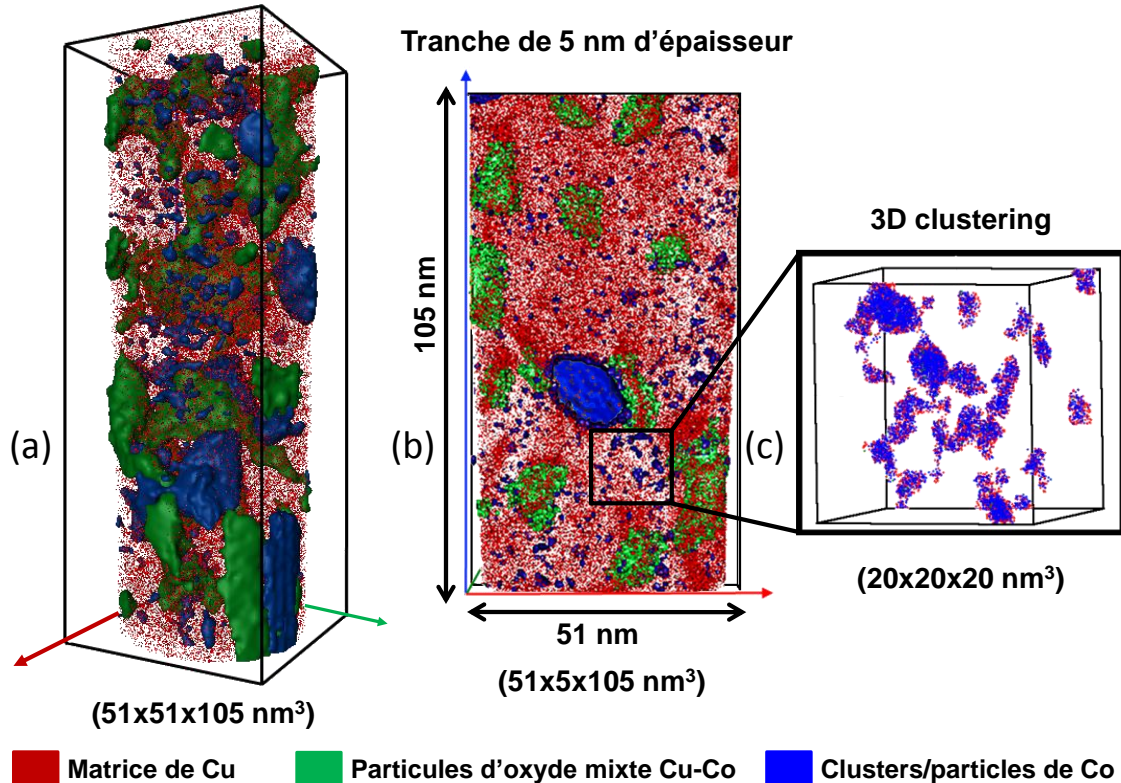 Tranche de 5 nm d'épaisseur
3D clustering
105 nm
(a)
(b)
(c)
51 nm
(20x20x20 nm³)
(51x5x105 nm³)
(51x51x105 nm³)
Matrice de Cu
Particules d'oxyde mixte Cu-Co
Clusters/particles de Co